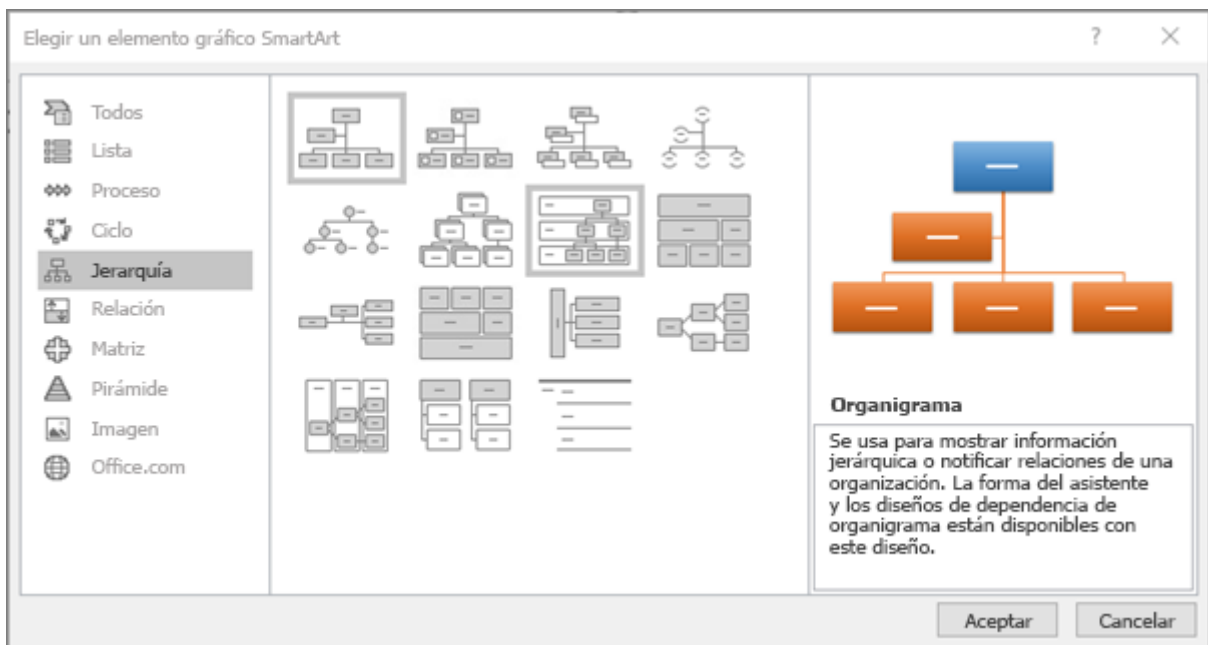 Elegir un elemento gráfico SmartArt
?
Todos
Lista
Proceso
Ciclo
Jerarquía
Relación
Matriz
Pirámide
Imagen
Office.com
Organigrama
Se usa para mostrar información
jerárquica o notificar relaciones de una
organización. La forma del asistente
y los diseños de dependencia de
organigrama están disponibles con
este diseño.
Aceptar
Cancelar